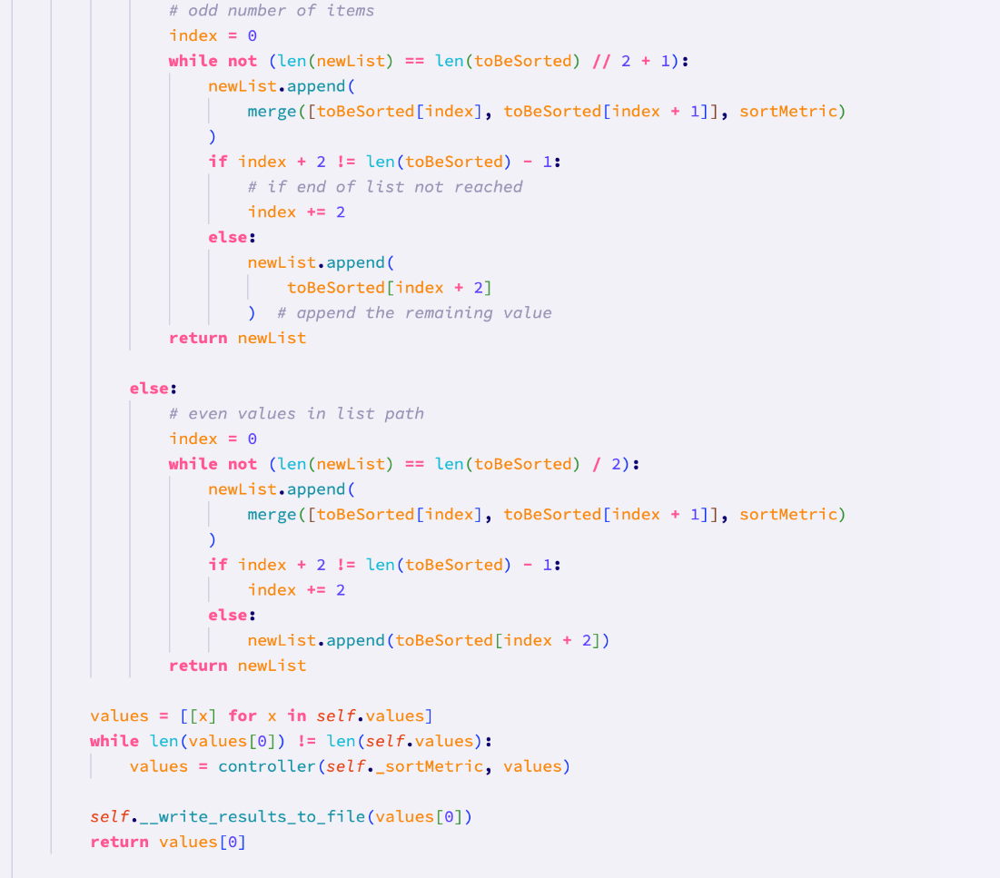 # odd number of items
index = 0
while not (len(newList) == len(toBeSorted) // 2 + 1):
newList.append(
merge([toBeSorted[index], toBeSorted[index + 1]], sortMetric)
)
if index + 2 != len(toBeSorted) - 1:
# if end of list not reached
index += 2
else:
newList.append(
toBeSorted[index + 2]
)  # append the remaining value
return newList
else:
# even values in list path
index = 0
while not (len(newList) == len(toBeSorted) / 2):
newList.append(
merge([toBeSorted[index], toBeSorted[index + 1]], sortMetric)
)
if index + 2 != len(toBeSorted) - 1:
index += 2
else:
newList.append(toBeSorted[index + 2])
return newList
values = [[x] for x in self.values]
while len(values[0]) != len(self.values):
values = controller(self._sortMetric, values)
self.__write_results_to_file(values[0])
return values[0]